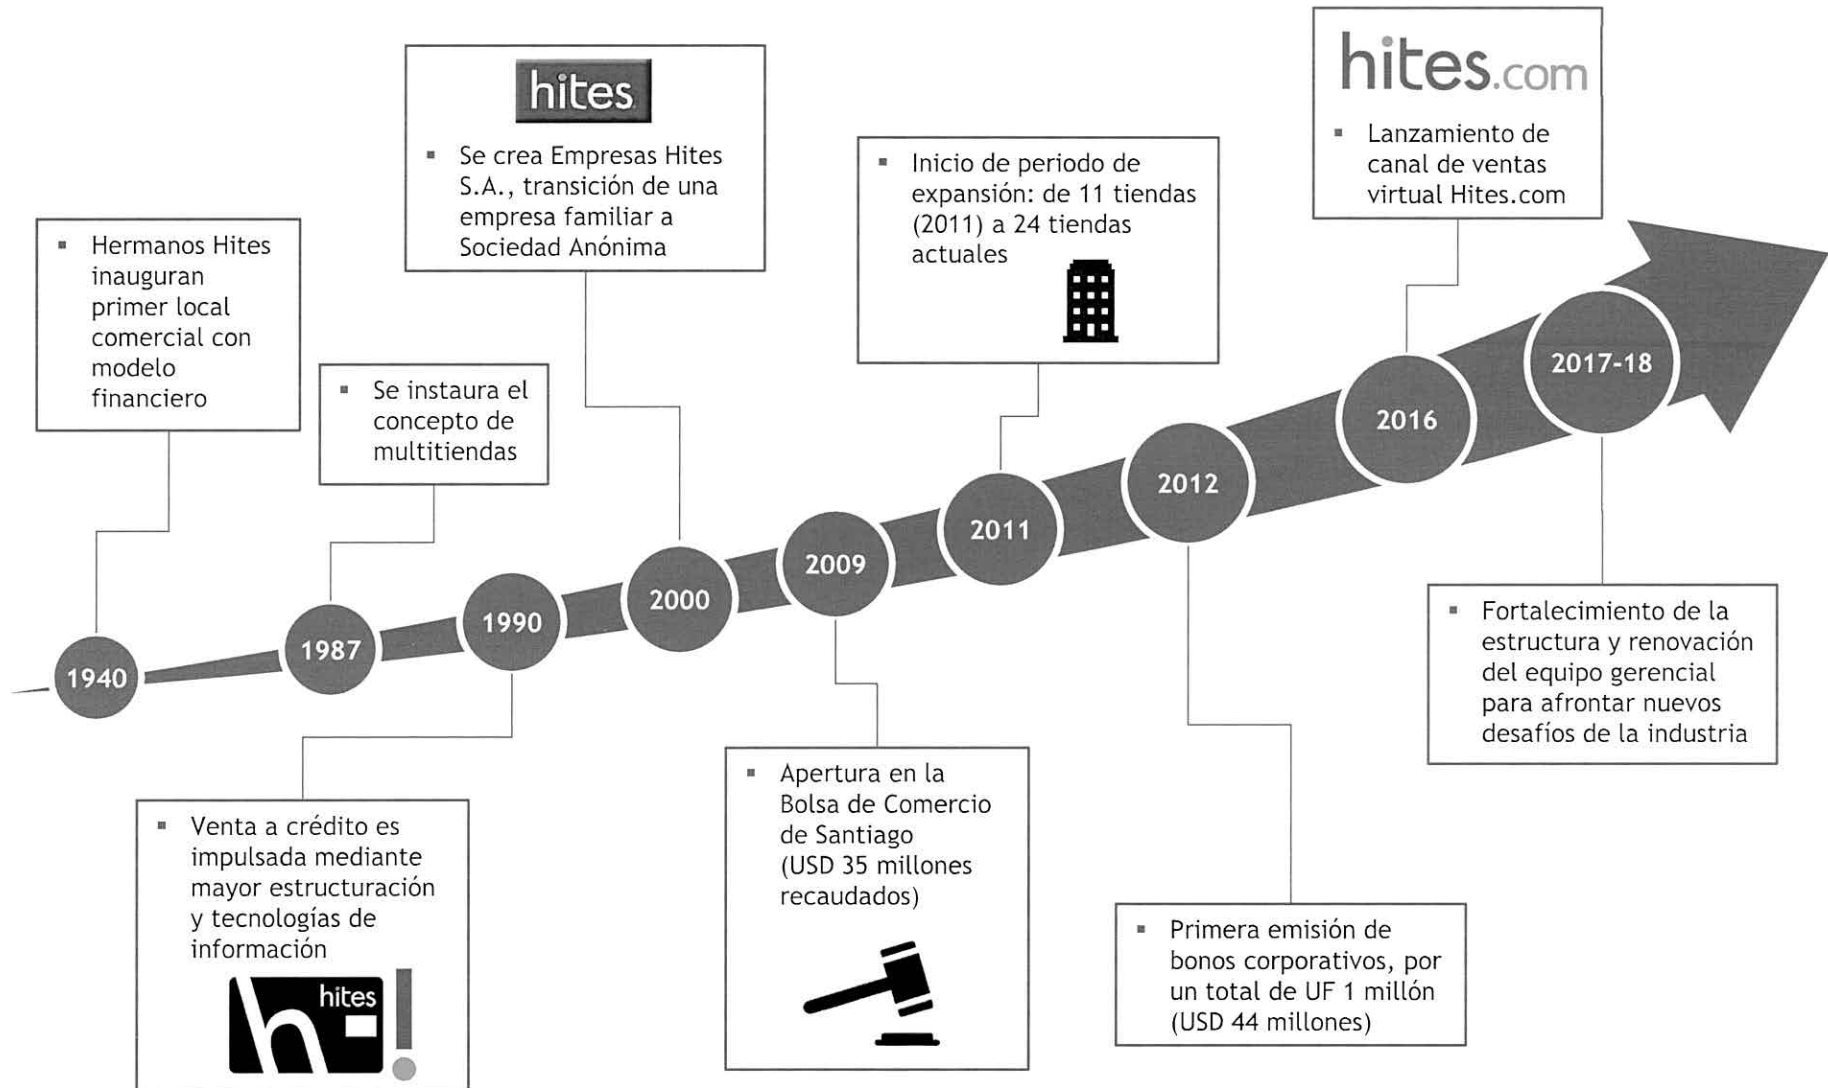 hites
Se crea Empresas Hites
S.A., transición de una
empresa familiar a
Sociedad Anónima
hites.com
Lanzamiento de
canal de ventas
virtual Hites.com
Inicio de periodo de
expansión: de 11 tiendas
(2011) a 24 tiendas
actuales
Hermanos Hites
inauguran
primer local
comercial con
modelo
financiero
Se instaura el
concepto de
multitiendas
1940
1987
1990
2000
2009
2011
2012
2016
2017-18
Fortalecimiento de la
estructura y renovación
del equipo gerencial
para afrontar nuevos
desafíos de la industria
Apertura en la
Bolsa de Comercio
de Santiago
(USD 35 millones
recaudados)
Venta a crédito es
impulsada mediante
mayor estructuración
y tecnologías de
información
h
hites
Primera emisión de
bonos corporativos, por
un total de UF 1 millón
(USD 44 millones)